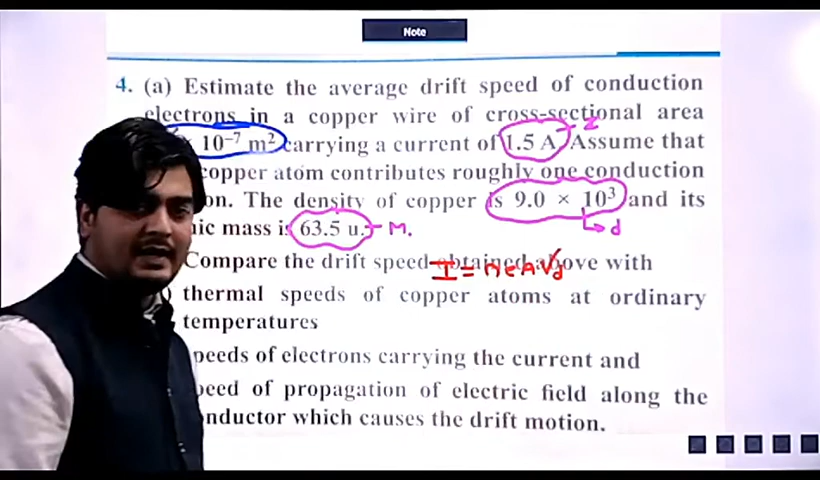 Note
4. (a) Estimate the average drift speed of conduction
electrons in a copper wire of cross-sectional area
× 10⁻⁷ m² carrying a current of 1.5 A. Assume that
copper atom contributes roughly one conduction
on. The density of copper is 9.0 × 10³ and its
ic mass is 63.5 u. M.
d
Compare the drift speed obtained above with
I = neAVd
) thermal speeds of copper atoms at ordinary
temperatures
peeds of electrons carrying the current and
peed of propagation of electric field along the
onductor which causes the drift motion.